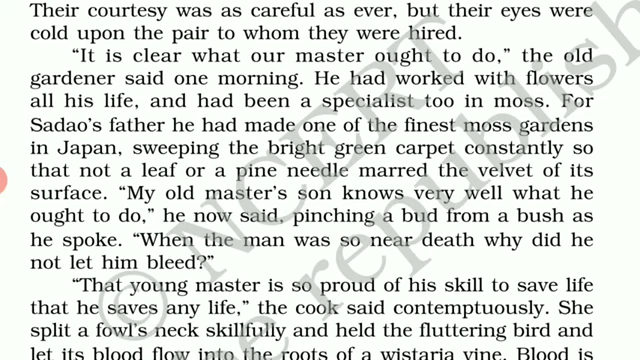 Their courtesy was as careful as ever, but their eyes were
cold upon the pair to whom they were hired.
“It is clear what our master ought to do,” the old
gardener said one morning. He had worked with flowers
all his life, and had been a specialist too in moss. For
Sadao’s father he had made one of the finest moss gardens
in Japan, sweeping the bright green carpet constantly so
that not a leaf or a pine needle marred the velvet of its
surface. “My old master’s son knows very well what he
ought to do,” he now said, pinching a bud from a bush as
he spoke. “When the man was so near death why did he
not let him bleed?”
“That young master is so proud of his skill to save life
that he saves any life,” the cook said contemptuously. She
split a fowl’s neck skillfully and held the fluttering bird and
let its blood flow into the roots of a wistaria vine. Blood is
© NCERT
be republish